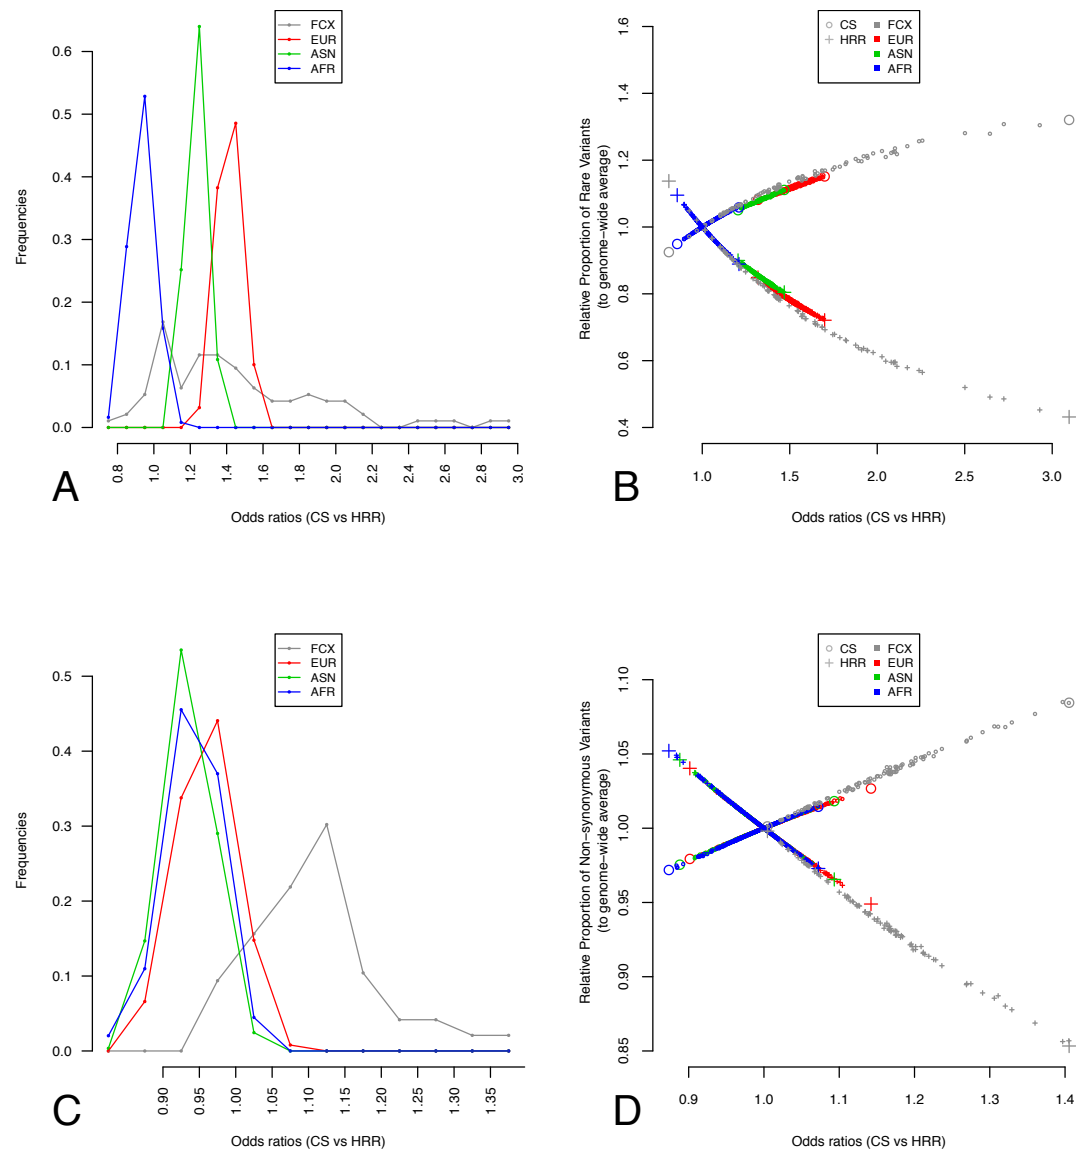 FCX
EUR
ASN
AFR
0.6
0.5
0.4
0.3
0.2
0.1
0.0
Frequencies
0.8
1.0
1.2
1.4
1.6
1.8
2.0
2.2
2.4
2.6
2.8
3.0
A
Odds ratios (CS vs HRR)
CS
HRR
FCX
EUR
ASN
AFR
1.6
1.4
1.2
1.0
0.8
0.6
0.4
Relative Proportion of Rare Variants
(to genome−wide average)
1.0
1.5
2.0
2.5
3.0
B
Odds ratios (CS vs HRR)
FCX
EUR
ASN
AFR
0.5
0.4
0.3
0.2
0.1
0.0
Frequencies
0.90
0.95
1.00
1.05
1.10
1.15
1.20
1.25
1.30
1.35
C
Odds ratios (CS vs HRR)
CS
HRR
FCX
EUR
ASN
AFR
1.10
1.05
1.00
0.95
0.90
0.85
Relative Proportion of Non−synonymous Variants
(to genome−wide average)
0.9
1.0
1.1
1.2
1.3
1.4
D
Odds ratios (CS vs HRR)